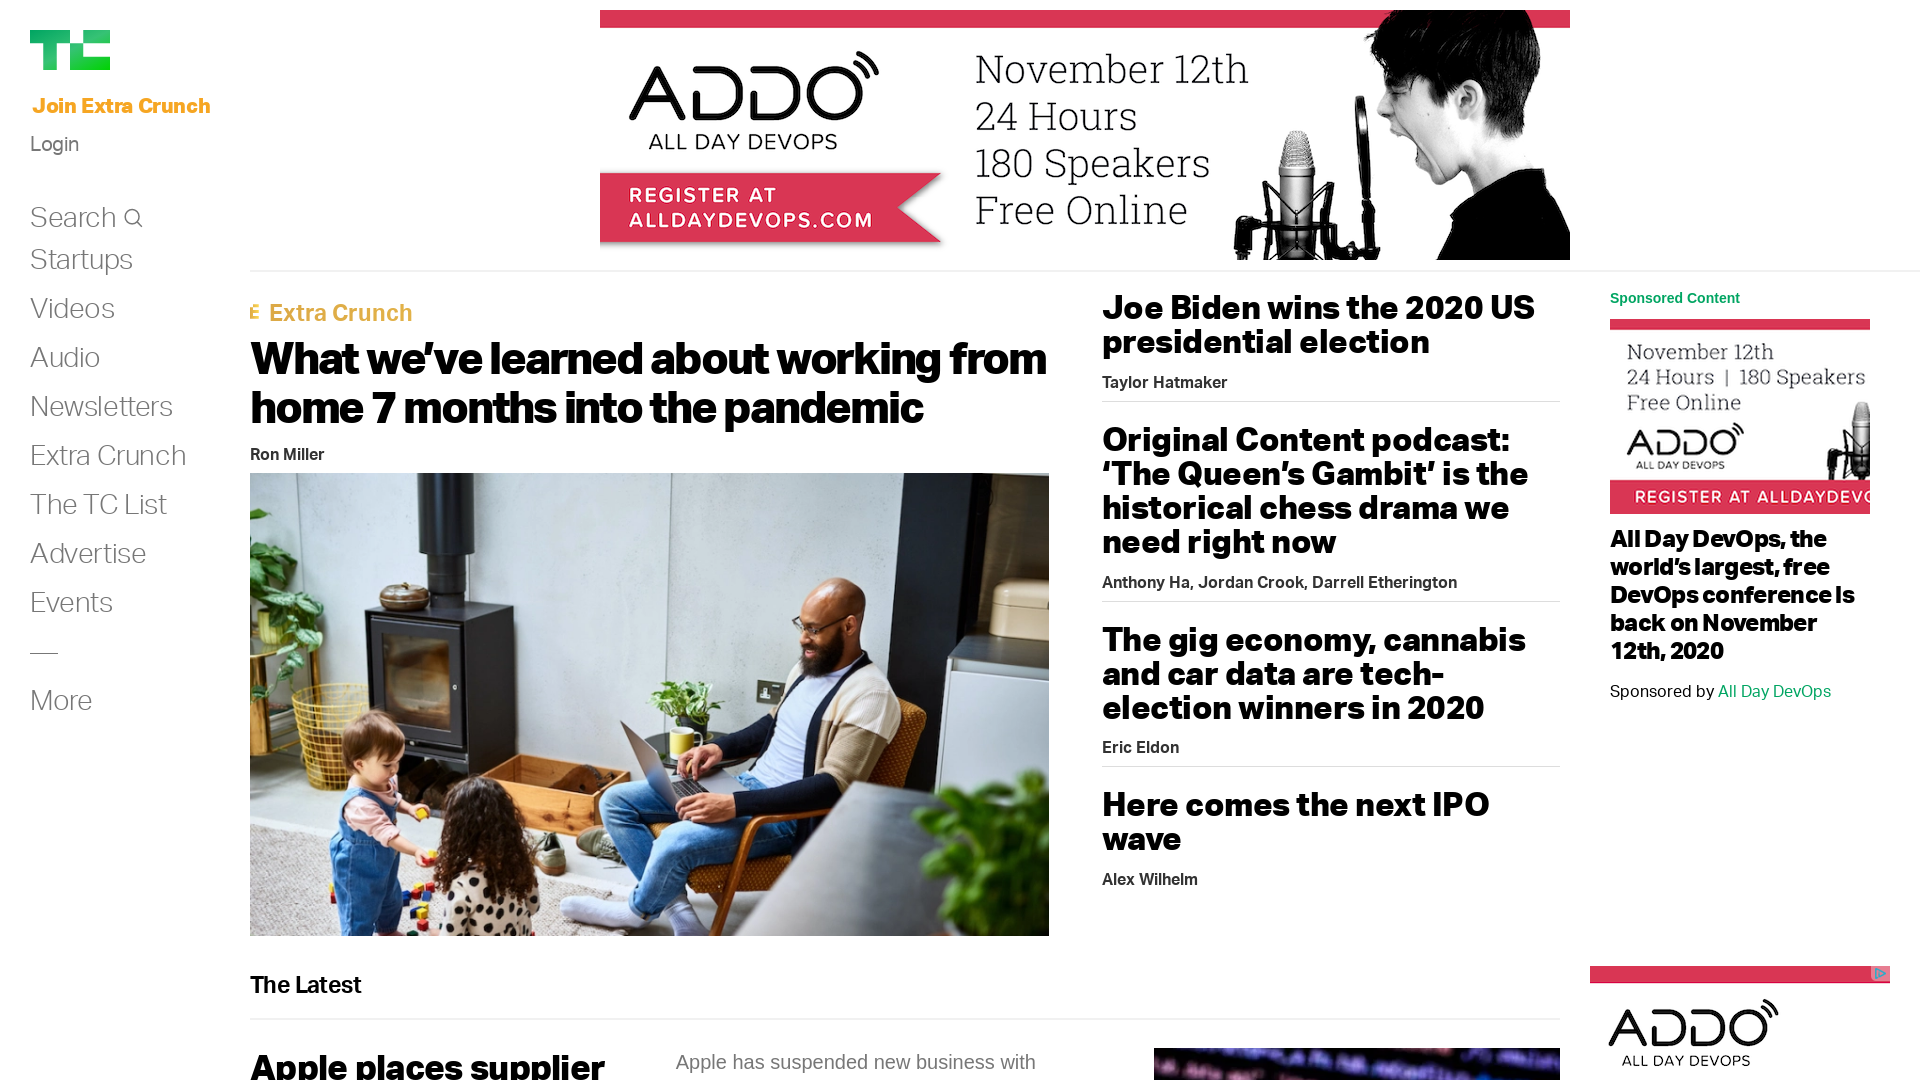 TC
Join Extra Crunch
Login
Search
Startups
Videos
Audio
Newsletters
Extra Crunch
The TC List
Advertise
Events
More
ADDO
ALL DAY DEVOPS
REGISTER AT
ALLDAYDEVOPS.COM
November 12th
24 Hours
180 Speakers
Free Online
Extra Crunch
What we’ve learned about working from
home 7 months into the pandemic
Ron Miller
Joe Biden wins the 2020 US
presidential election
Taylor Hatmaker
Original Content podcast:
‘The Queen’s Gambit’ is the
historical chess drama we
need right now
Anthony Ha, Jordan Crook, Darrell Etherington
The gig economy, cannabis
and car data are tech-
election winners in 2020
Eric Eldon
Here comes the next IPO
wave
Alex Wilhelm
Sponsored Content
November 12th
24 Hours | 180 Speakers
Free Online
ADDO
ALL DAY DEVOPS
REGISTER AT ALLDAYDEVO
All Day DevOps, the
world’s largest, free
DevOps conference Is
back on November
12th, 2020
Sponsored by All Day DevOps
The Latest
Apple places supplier
Apple has suspended new business with
ADDO
ALL DAY DEVOPS